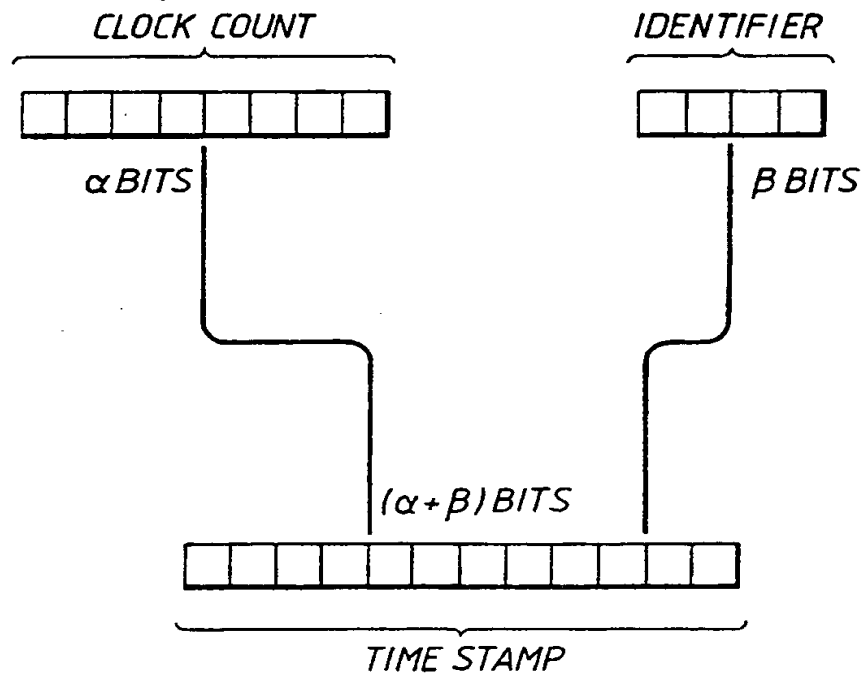 CLOCK COUNT
IDENTIFIER
α BITS
β BITS
(α+β) BITS
TIME STAMP